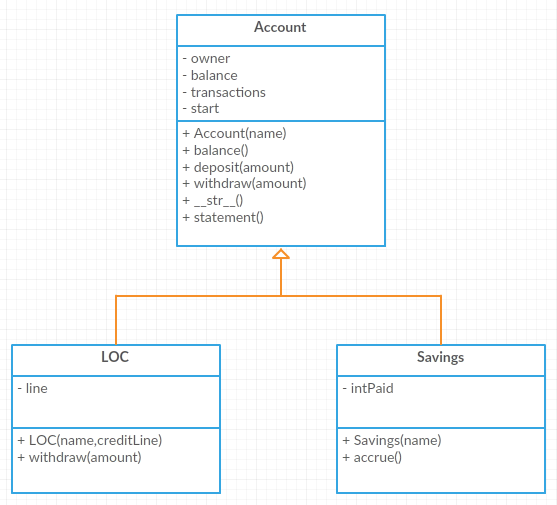 Account
- owner
- balance
- transactions
- start
+ Account(name)
+ balance()
+ deposit(amount)
+ withdraw(amount)
+ __str__()
+ statement()
LOC
- line
+ LOC(name,creditLine)
+ withdraw(amount)
Savings
- intPaid
+ Savings(name)
+ accrue()